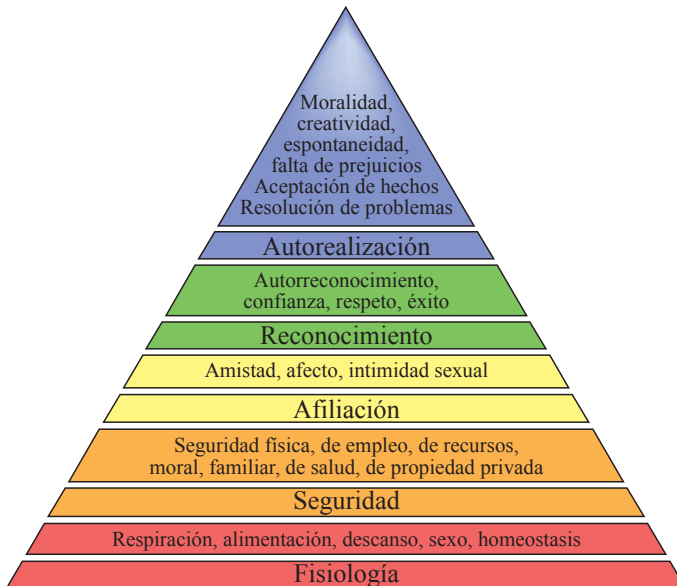 Moralidad,
creatividad,
espontaneidad,
falta de prejuicios
Aceptación de hechos
Resolución de problemas
Autorealización
Autorreconocimiento,
confianza, respeto, éxito
Reconocimiento
Amistad, afecto, intimidad sexual
Afiliación
Seguridad física, de empleo, de recursos,
moral, familiar, de salud, de propiedad privada
Seguridad
Respiración, alimentación, descanso, sexo, homeostasis
Fisiología